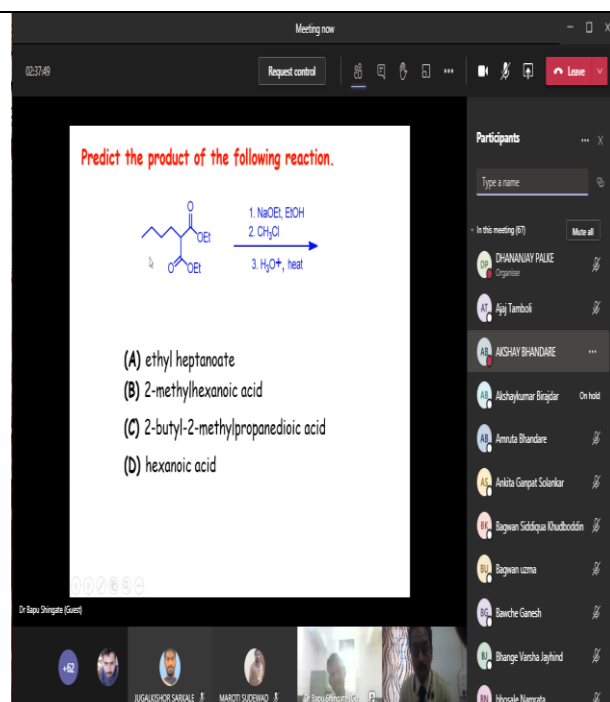 Meeting now
02:37:49
Request control
Leave
Predict the product of the following reaction.
O
OEt
O
OEt
1. NaOEt, EtOH
2. CH3Cl
3. H3O+, heat
(A) ethyl heptanoate
(B) 2-methylhexanoic acid
(C) 2-butyl-2-methylpropanedioic acid
(D) hexanoic acid
Dr Bapu Shingate (Guest)
+62
JUGALKISHOR SARKALE
MAROTI SUDEWAD
Participants
Type a name
In this meeting (67)
Mute all
DP
DHANANJAY PALKE
Organiser
AT
Ajaj Tamboli
AB
AKSHAY BHANDARE
AB
Akshaykumar Birajdar
On hold
AB
Amruta Bhandare
AS
Ankita Ganpat Solankar
BK
Bagwan Siddiqua Khudboddin
BU
Bagwan uzma
BG
Bawche Ganesh
BJ
Bhange Varsha Jayhind
BN
bhosale Namrata